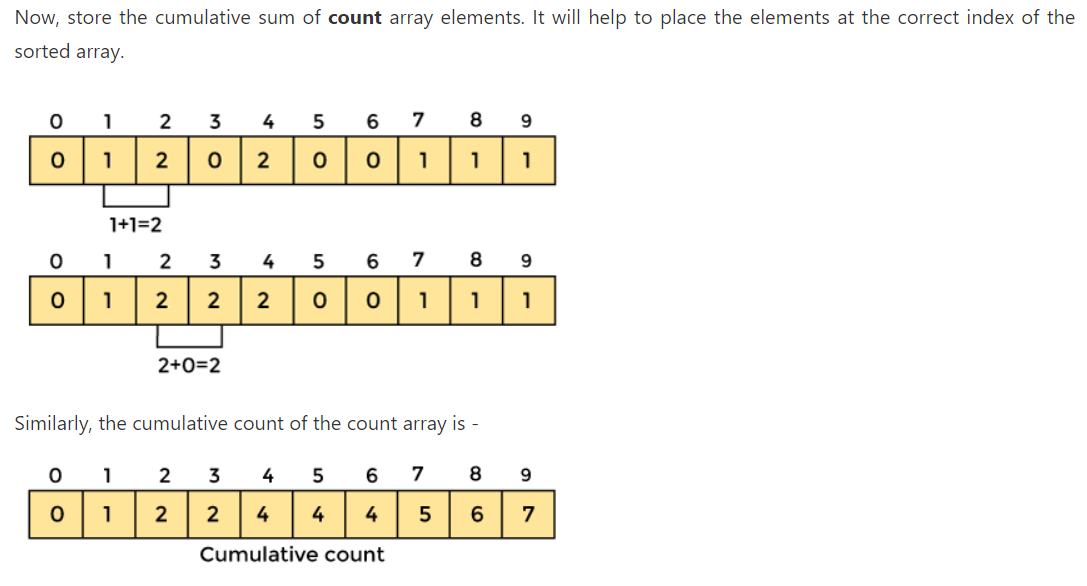 Now, store the cumulative sum of count array elements. It will help to place the elements at the correct index of the
sorted array.
0 1 2 3 4 5 6 7 8 9
0 1 2 0 2 0 0 1 1 1
1+1=2
0 1 2 3 4 5 6 7 8 9
0 1 2 2 2 0 0 1 1 1
2+0=2
Similarly, the cumulative count of the count array is -
0 1 2 3 4 5 6 7 8 9
0 1 2 2 4 4 4 5 6 7
Cumulative count